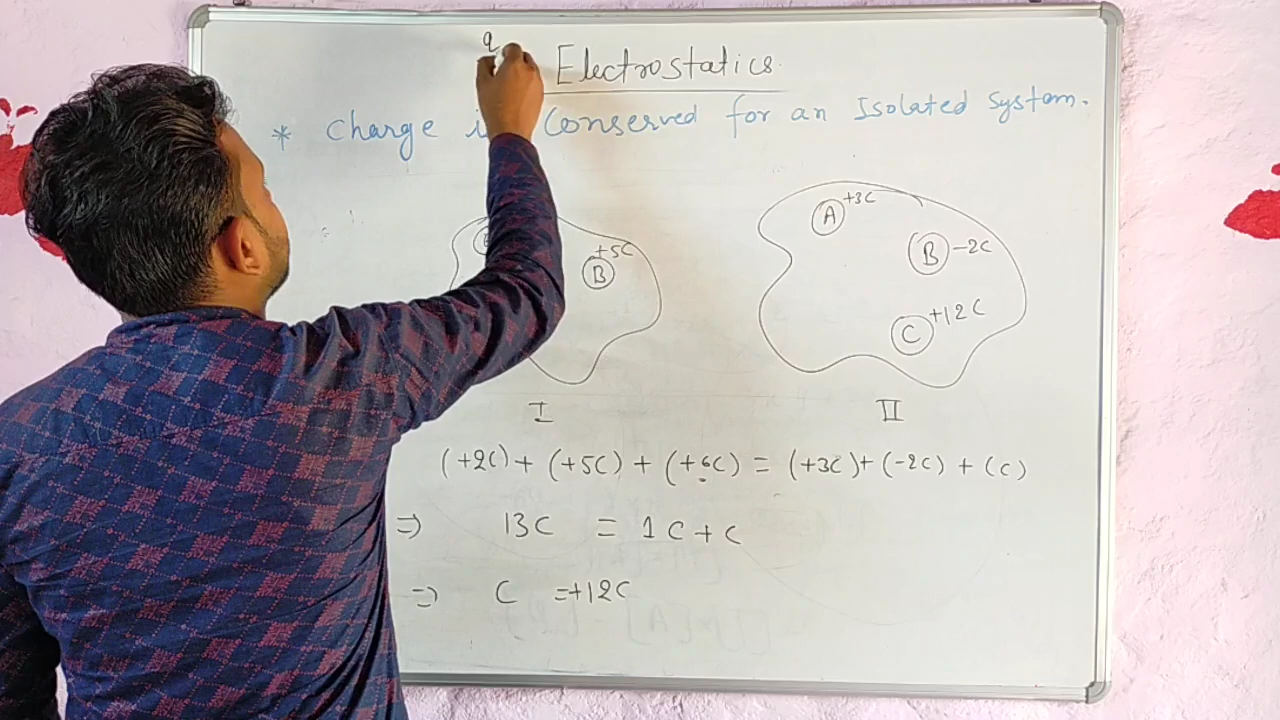 q
Electrostatics
* Charge is Conserved for an Isolated System.
+5C
B
A +3C
B -2C
C +12C
I
II
(+2C) + (+5C) + (+6C) = (+3C) + (-2C) + (C)
⇒ 13C = 1C + C
⇒ C = +12C